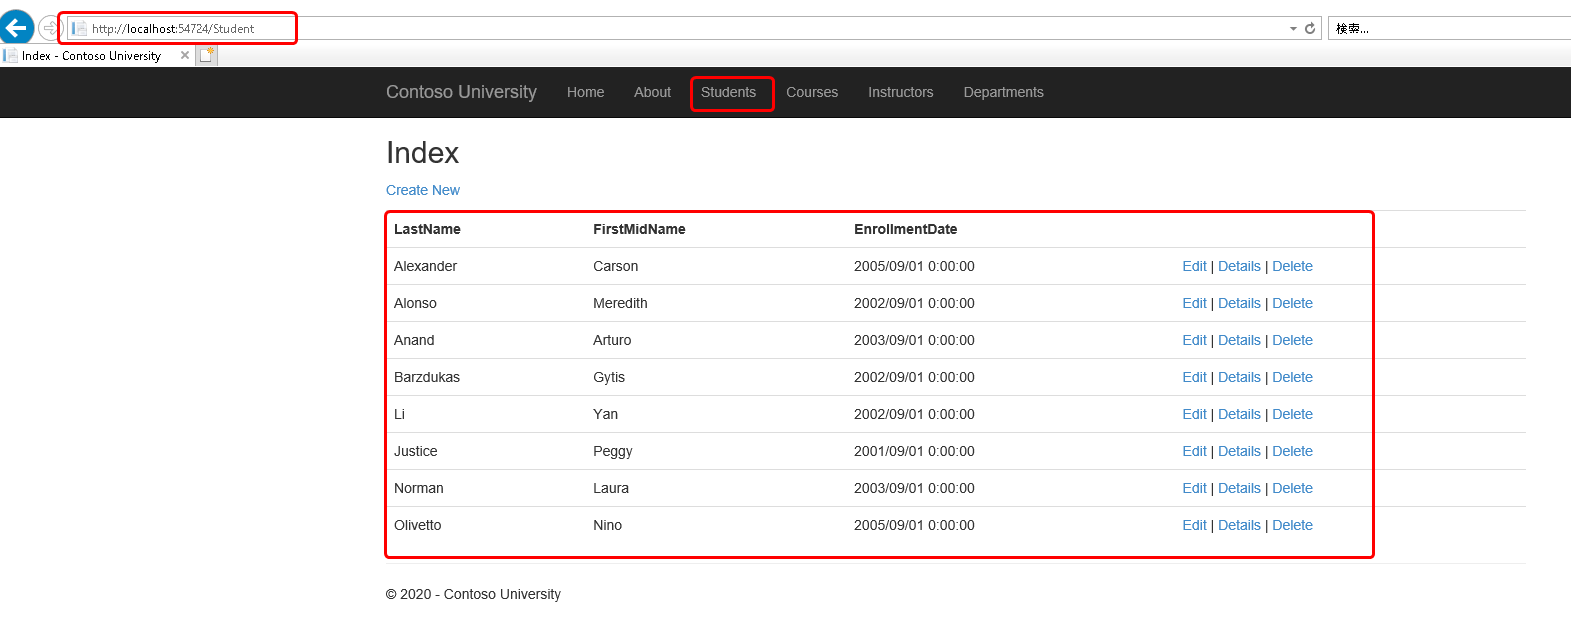 http://localhost:54724/Student
検索...
Index - Contoso University
Contoso University Home About Students Courses Instructors Departments
Index
Create New
LastName FirstMidName EnrollmentDate
Alexander Carson 2005/09/01 0:00:00 Edit | Details | Delete
Alonso Meredith 2002/09/01 0:00:00 Edit | Details | Delete
Anand Arturo 2003/09/01 0:00:00 Edit | Details | Delete
Barzdukas Gytis 2002/09/01 0:00:00 Edit | Details | Delete
Li Yan 2002/09/01 0:00:00 Edit | Details | Delete
Justice Peggy 2001/09/01 0:00:00 Edit | Details | Delete
Norman Laura 2003/09/01 0:00:00 Edit | Details | Delete
Olivetto Nino 2005/09/01 0:00:00 Edit | Details | Delete
© 2020 - Contoso University